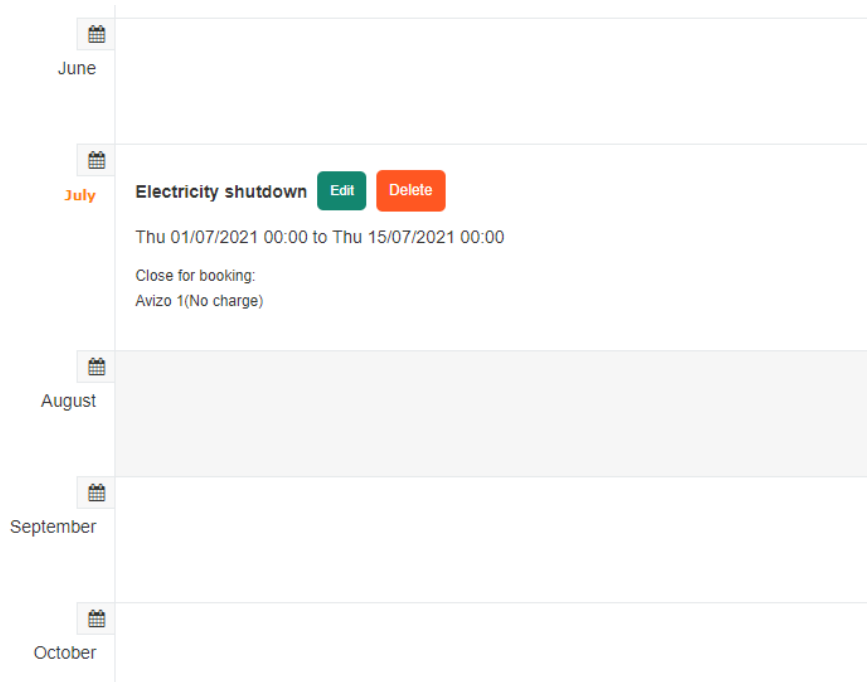 June
July
Electricity shutdown Edit Delete
Thu 01/07/2021 00:00 to Thu 15/07/2021 00:00
Close for booking:
Avizo 1(No charge)
August
September
October